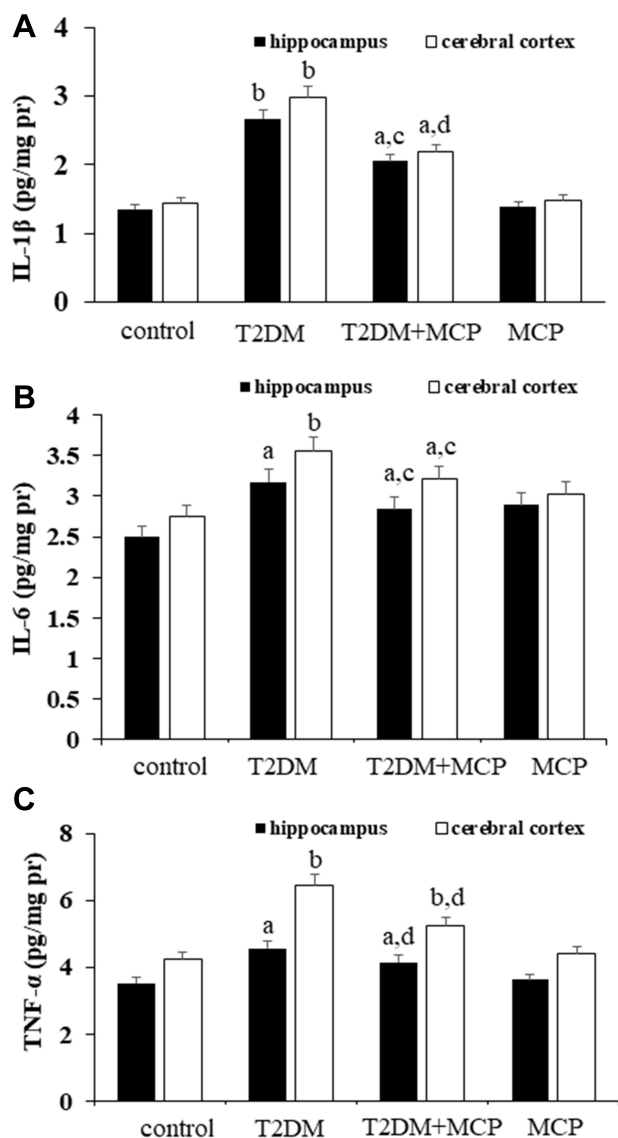 A
4
hippocampus cerebral cortex
b
b
3
a,c
a,d
2
1
0
IL-1β (pg/mg pr)
control T2DM T2DM+MCP MCP
B
hippocampus cerebral cortex
4
b
3.5
a
a,c
a,c
3
2.5
2
1.5
1
0.5
0
IL-6 (pg/mg pr)
control T2DM T2DM+MCP MCP
C
8
hippocampus cerebral cortex
b
6
b,d
a
a,d
4
2
0
TNF-α (pg/mg pr)
control T2DM T2DM+MCP MCP